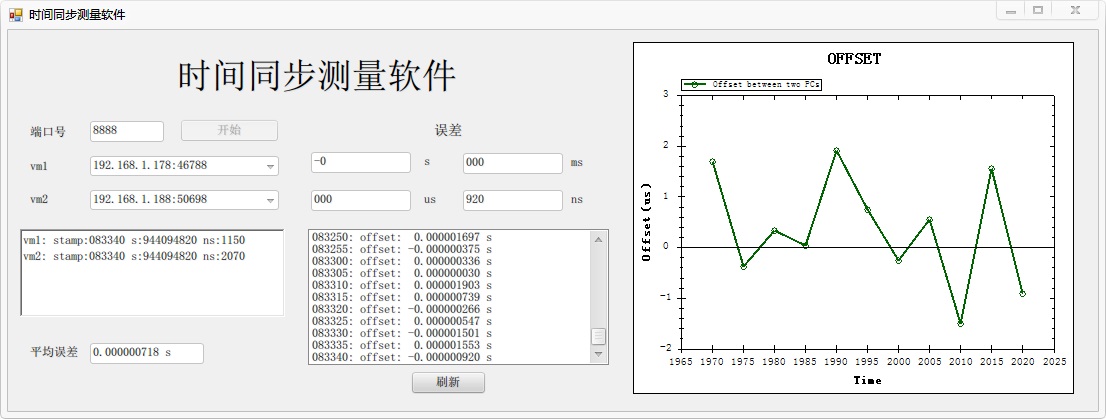 时间同步测量软件
时间同步测量软件
端口号 8888 开始
误差
vm1 192.168.1.178:46788
-0 s 000 ms
vm2 192.168.1.188:50698
000 us 920 ns
vm1: stamp:083340 s:944094820 ns:1150
vm2: stamp:083340 s:944094820 ns:2070
平均误差 0.000000718 s
083250: offset:  0.000001697 s
083255: offset: -0.000000375 s
083300: offset:  0.000000336 s
083305: offset:  0.000000030 s
083310: offset:  0.000001903 s
083315: offset:  0.000000739 s
083320: offset: -0.000000266 s
083325: offset:  0.000000547 s
083330: offset: -0.000001501 s
083335: offset:  0.000001553 s
083340: offset: -0.000000920 s
刷新
OFFSET
Offset between two PCs
3
2
1
0
-1
-2
Offset(us)
1965 1970 1975 1980 1985 1990 1995 2000 2005 2010 2015 2020 2025
Time